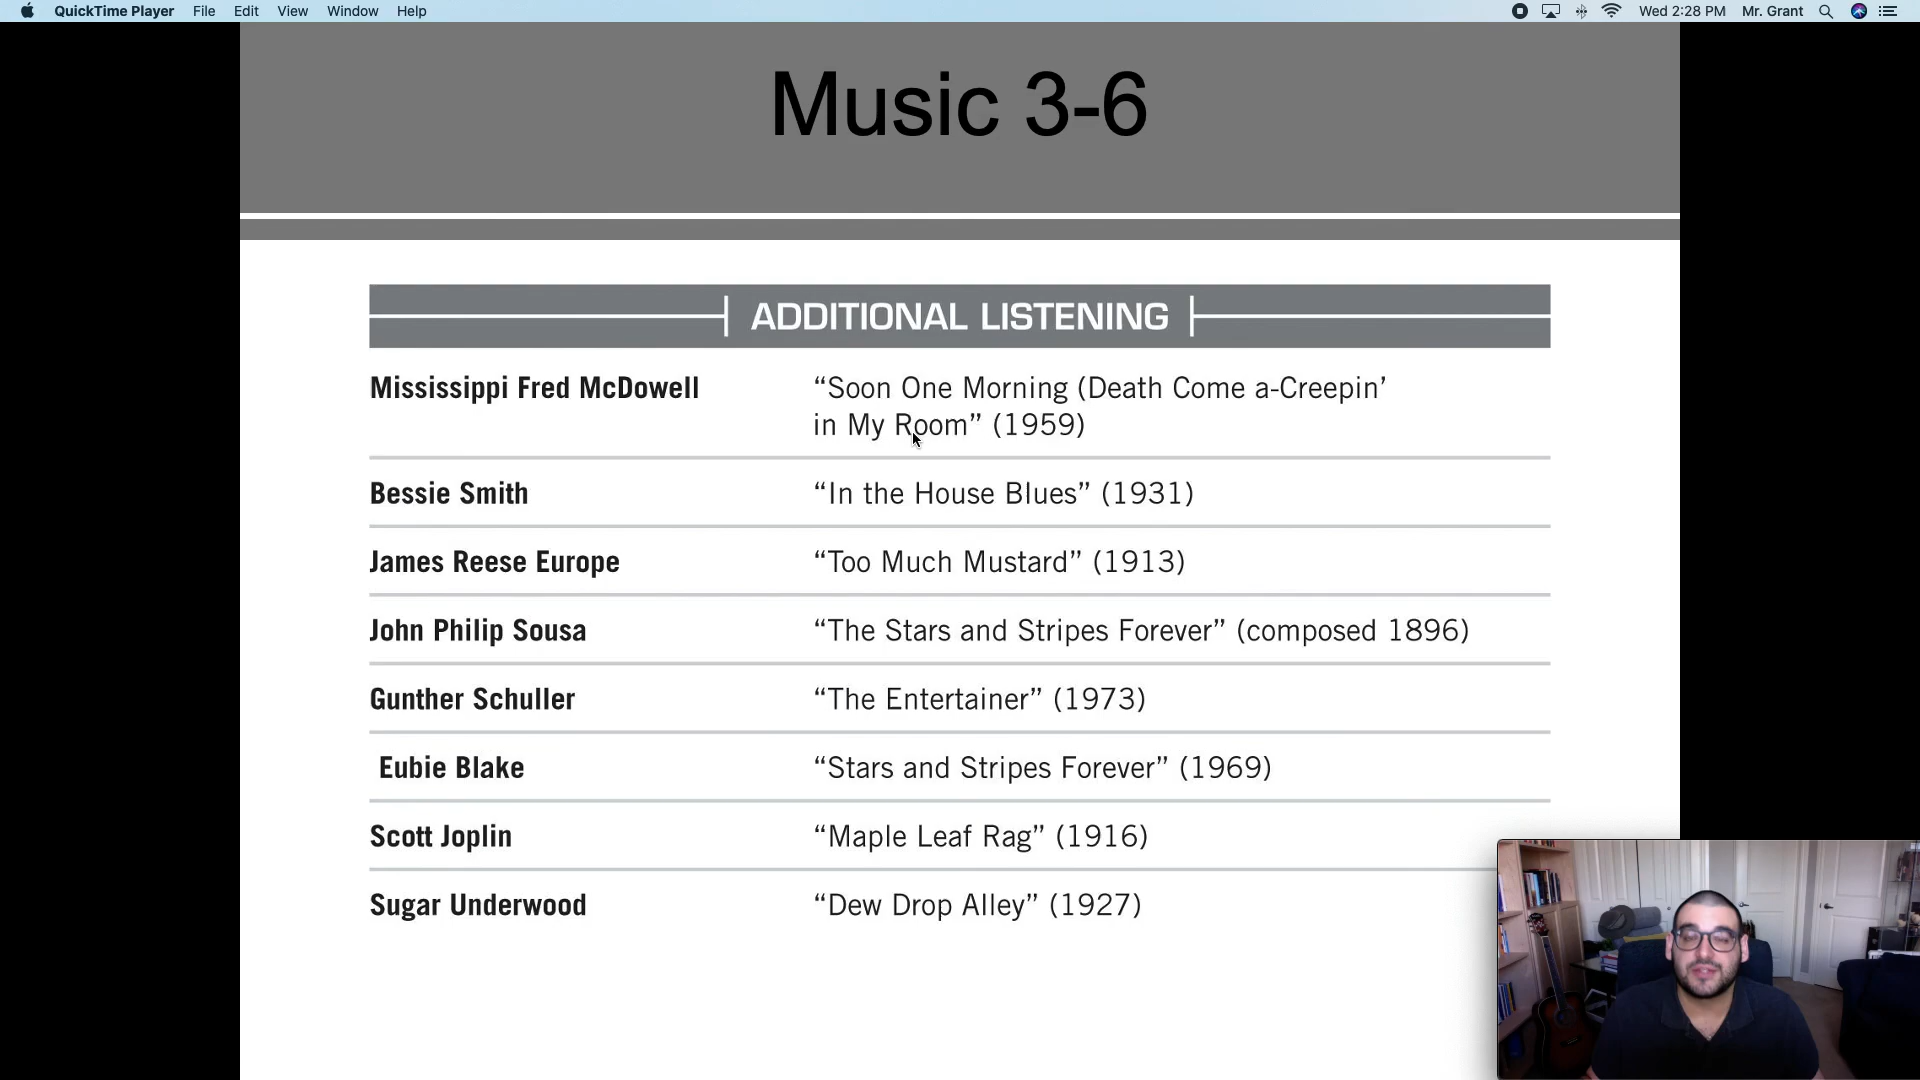 QuickTime Player File Edit View Window Help Wed 2:28 PM Mr. Grant
Music 3-6
ADDITIONAL LISTENING
Mississippi Fred McDowell “Soon One Morning (Death Come a-Creepin’
in My Room” (1959)
Bessie Smith “In the House Blues” (1931)
James Reese Europe “Too Much Mustard” (1913)
John Philip Sousa “The Stars and Stripes Forever” (composed 1896)
Gunther Schuller “The Entertainer” (1973)
Eubie Blake “Stars and Stripes Forever” (1969)
Scott Joplin “Maple Leaf Rag” (1916)
Sugar Underwood “Dew Drop Alley” (1927)